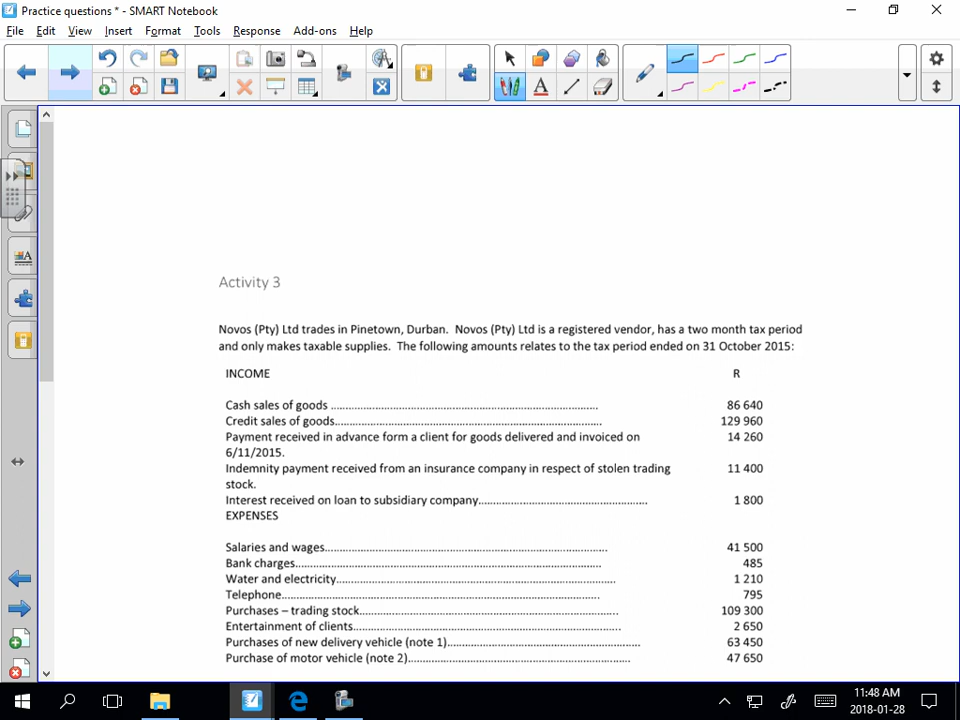 Practice questions * - SMART Notebook
File Edit View Insert Format Tools Response Add-ons Help
Activity 3
Novos (Pty) Ltd trades in Pinetown, Durban. Novos (Pty) Ltd is a registered vendor, has a two month tax period
and only makes taxable supplies. The following amounts relates to the tax period ended on 31 October 2015:
INCOME R
Cash sales of goods ........................................................................................... 86 640
Credit sales of goods........................................................................................... 129 960
Payment received in advance form a client for goods delivered and invoiced on 14 260
6/11/2015.
Indemnity payment received from an insurance company in respect of stolen trading 11 400
stock.
Interest received on loan to subsidiary company.......................................................... 1 800
EXPENSES
Salaries and wages................................................................................................ 41 500
Bank charges......................................................................................................... 485
Water and electricity............................................................................................... 1 210
Telephone............................................................................................................. 795
Purchases – trading stock........................................................................................ 109 300
Entertainment of clients........................................................................................... 2 650
Purchases of new delivery vehicle (note 1).................................................................. 63 450
Purchase of motor vehicle (note 2)............................................................................ 47 650
11:48 AM
2018-01-28